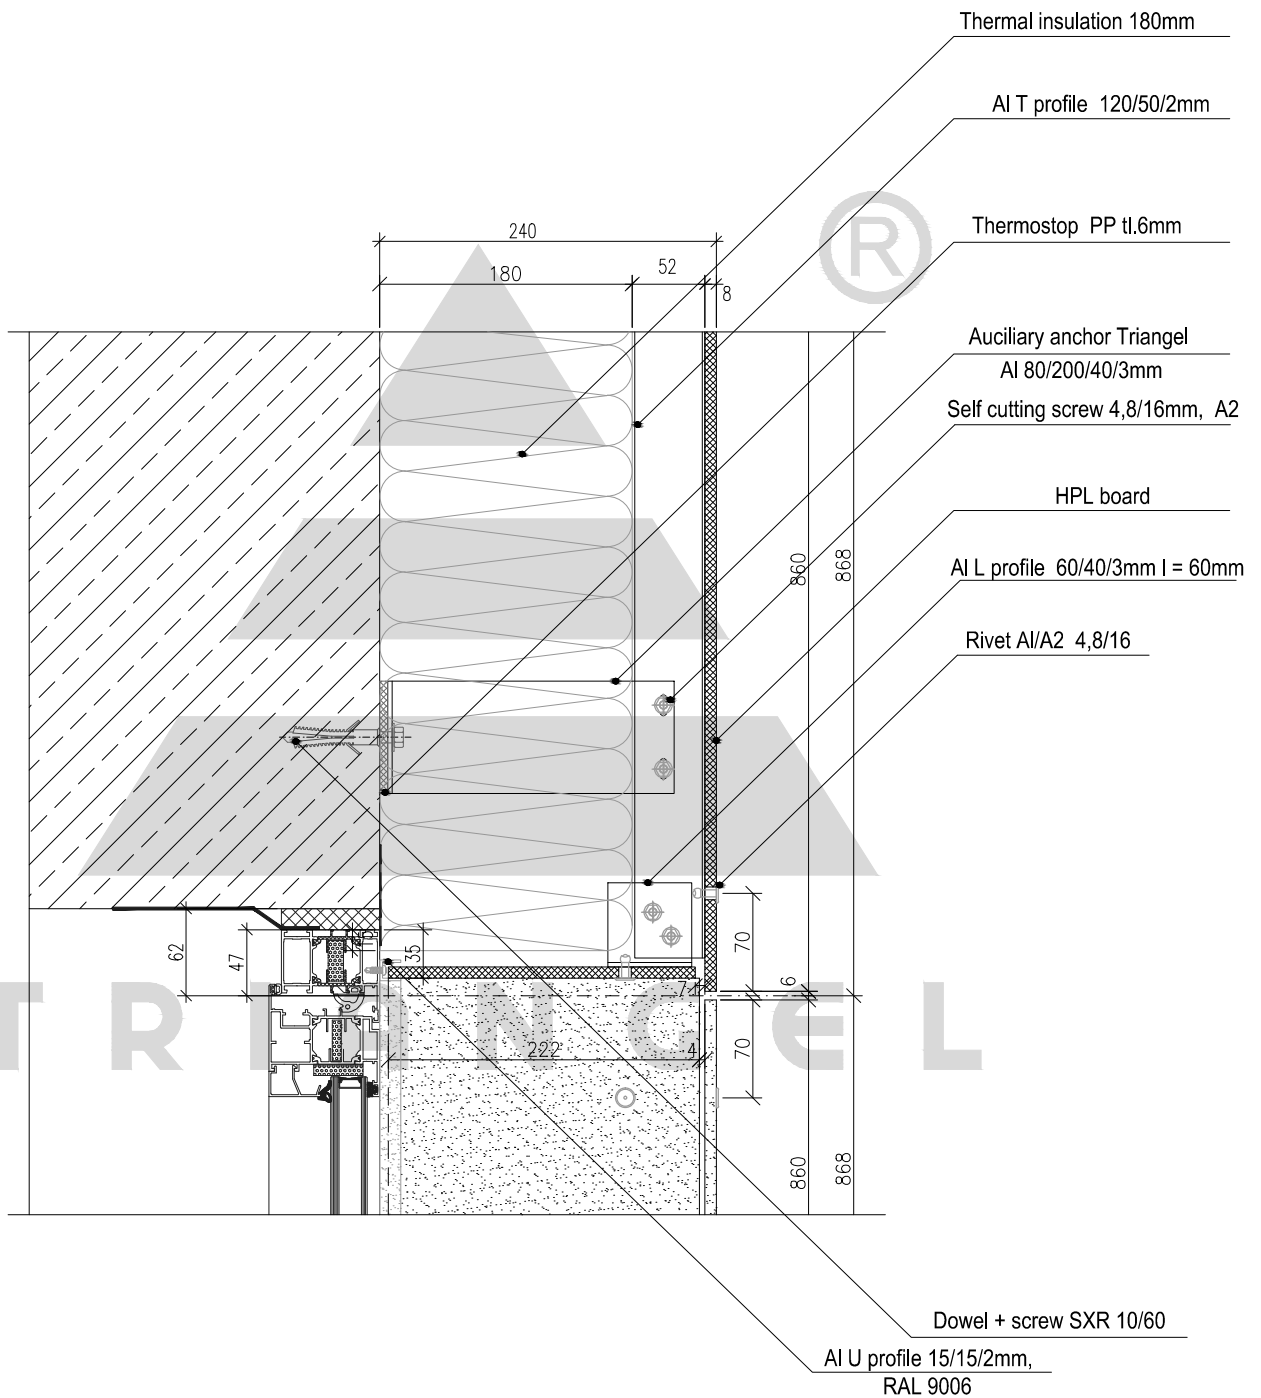 Thermal insulation 180mm
Al T profile 120/50/2mm
Thermostop PP tl.6mm
Auciliary anchor Triangel
Al 80/200/40/3mm
Self cutting screw 4,8/16mm, A2
HPL board
Al L profile 60/40/3mm l = 60mm
Rivet Al/A2 4,8/16
®
240
180
52
8
860
868
62
47
35
70
6
7
TRIANGEL
222
4
70
860
868
Dowel + screw SXR 10/60
Al U profile 15/15/2mm,
RAL 9006